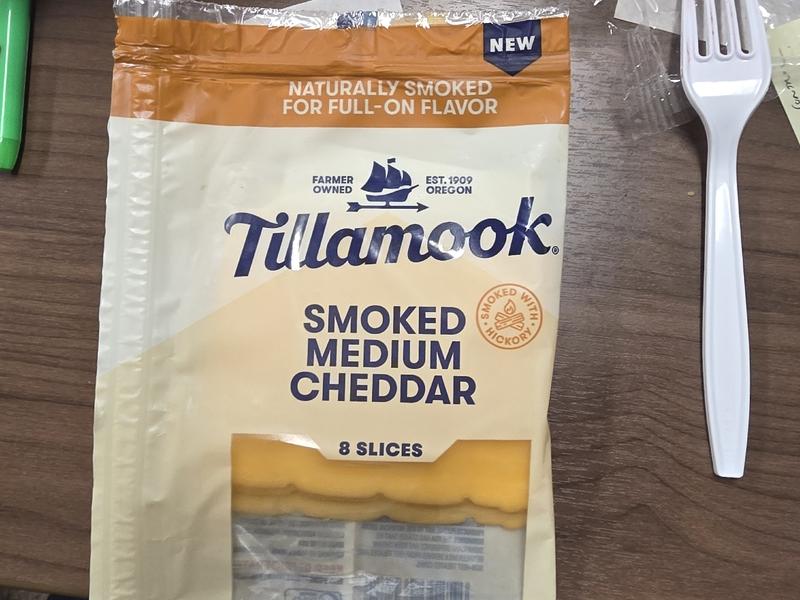 NEW
NATURALLY SMOKED
FOR FULL-ON FLAVOR
FARMER OWNED
EST. 1909 OREGON
Tillamook®
SMOKED WITH HICKORY
SMOKED
MEDIUM
CHEDDAR
8 SLICES